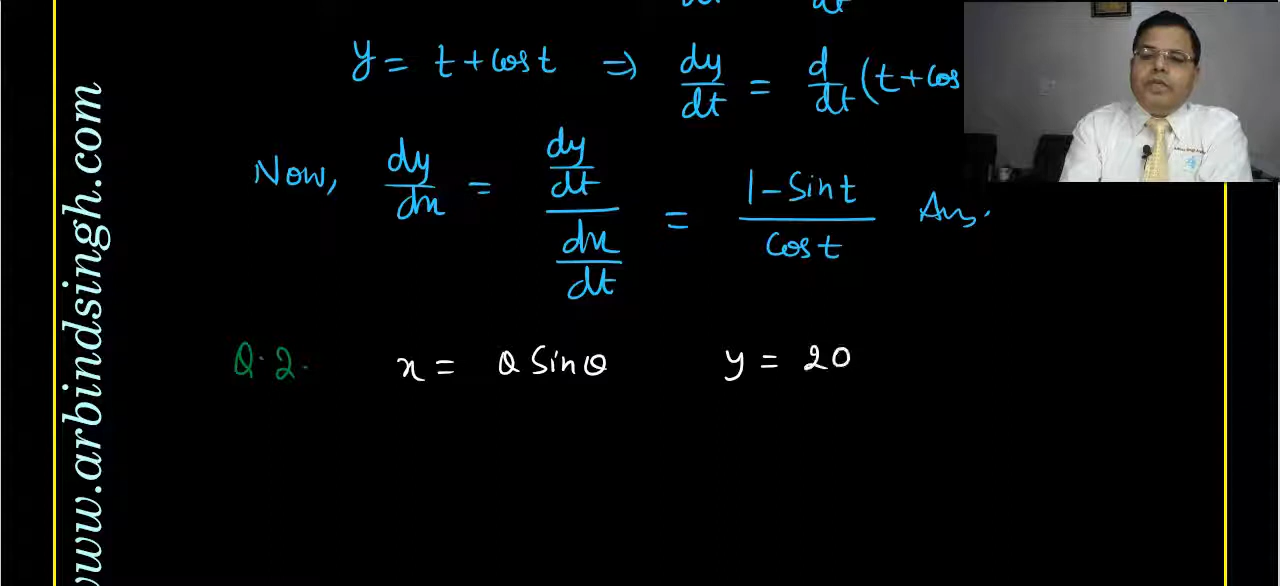 y = t + cos t ⇒ dy/dt = d/dt (t + cos
Now, dy/dx = (dy/dt)/(dx/dt) = (1 - Sin t)/(Cos t) Ans.
Q.2. x = θ Sin θ y = 20
www.arbindsingh.com